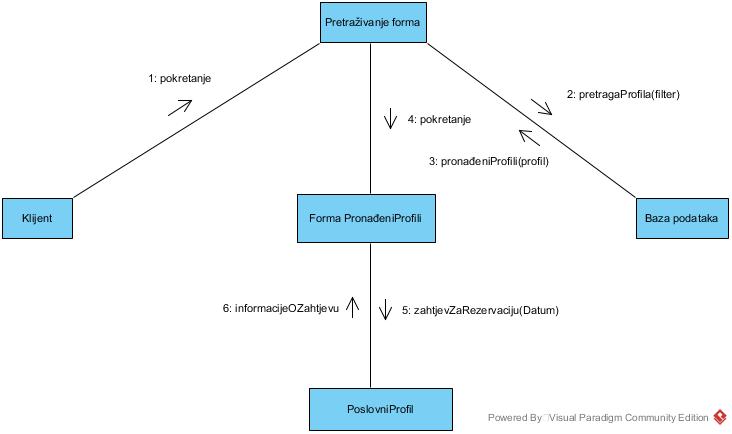 Pretraživanje forma
1: pokretanje
2: pretragaProfila(filter)
4: pokretanje
3: pronađeniProfili(profil)
Klijent
Forma PronađeniProfili
Baza podataka
6: informacijeOZahtjevu
5: zahtjevZaRezervaciju(Datum)
PoslovniProfil
Powered By Visual Paradigm Community Edition